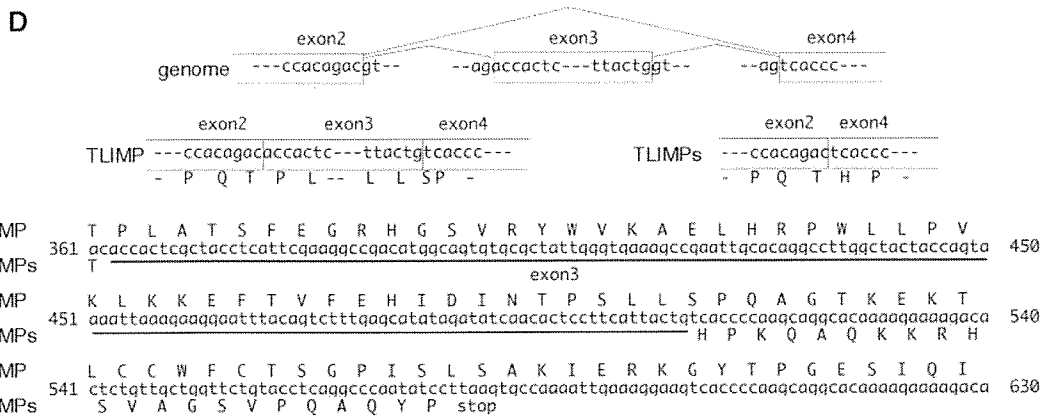 D
exon2 exon3 exon4
genome ---ccacagacgt-- --agaccactc---ttactggt-- --agtcaccc---
exon2 exon3 exon4 exon2 exon4
TLIMP ---ccacagacaccactc---ttactgtcaccc--- TLIMPs ---ccacagactcaccc---
- P Q T P L -- L L S P - - P Q T H P -
MP T P L A T S F E G R H G S V R Y W V K A E L H R P W L L P V
361 acaccactcgctacctcattcgaaggccgacatggcagtgtgcgctattgggtgaaagccgaattgcacaggccttggctactaccagta 450
MPs T
exon3
MP K L K K E F T V F E H I D I N T P S L L S P Q A G T K E K T
451 aaattaaagaaggaatttacagtctttgagcatatagatatcaacactccttcattactgtcaccccaagcaggcacaaaagaaaagaca 540
MPs H P K Q A Q K K R H
MP L C C W F C T S G P I S L S A K I E R K G Y T P G E S I Q I
541 ctctgttgctggttctgtacctcaggcccaatatccttaagtgccaaaattgaaaggaagtcaccccaagcaggcacaaaagaaaagaca 630
MPs S V A G S V P Q A Q Y P stop